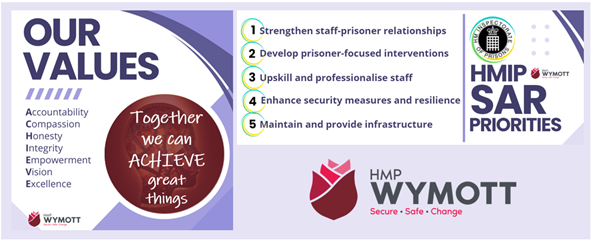 OUR
VALUES
Accountability
Compassion
Honesty
Integrity
Empowerment
Vision
Excellence
Together
we can
ACHIEVE
great
things
HMP
WYMOTT
Secure • Safe • Change
1 Strengthen staff-prisoner relationships
2 Develop prisoner-focused interventions
3 Upskill and professionalise staff
4 Enhance security measures and resilience
5 Maintain and provide infrastructure
HM INSPECTORATE
OF PRISONS
HMP
WYMOTT
HMIP
SAR
PRIORITIES
HMP
WYMOTT
Secure • Safe • Change